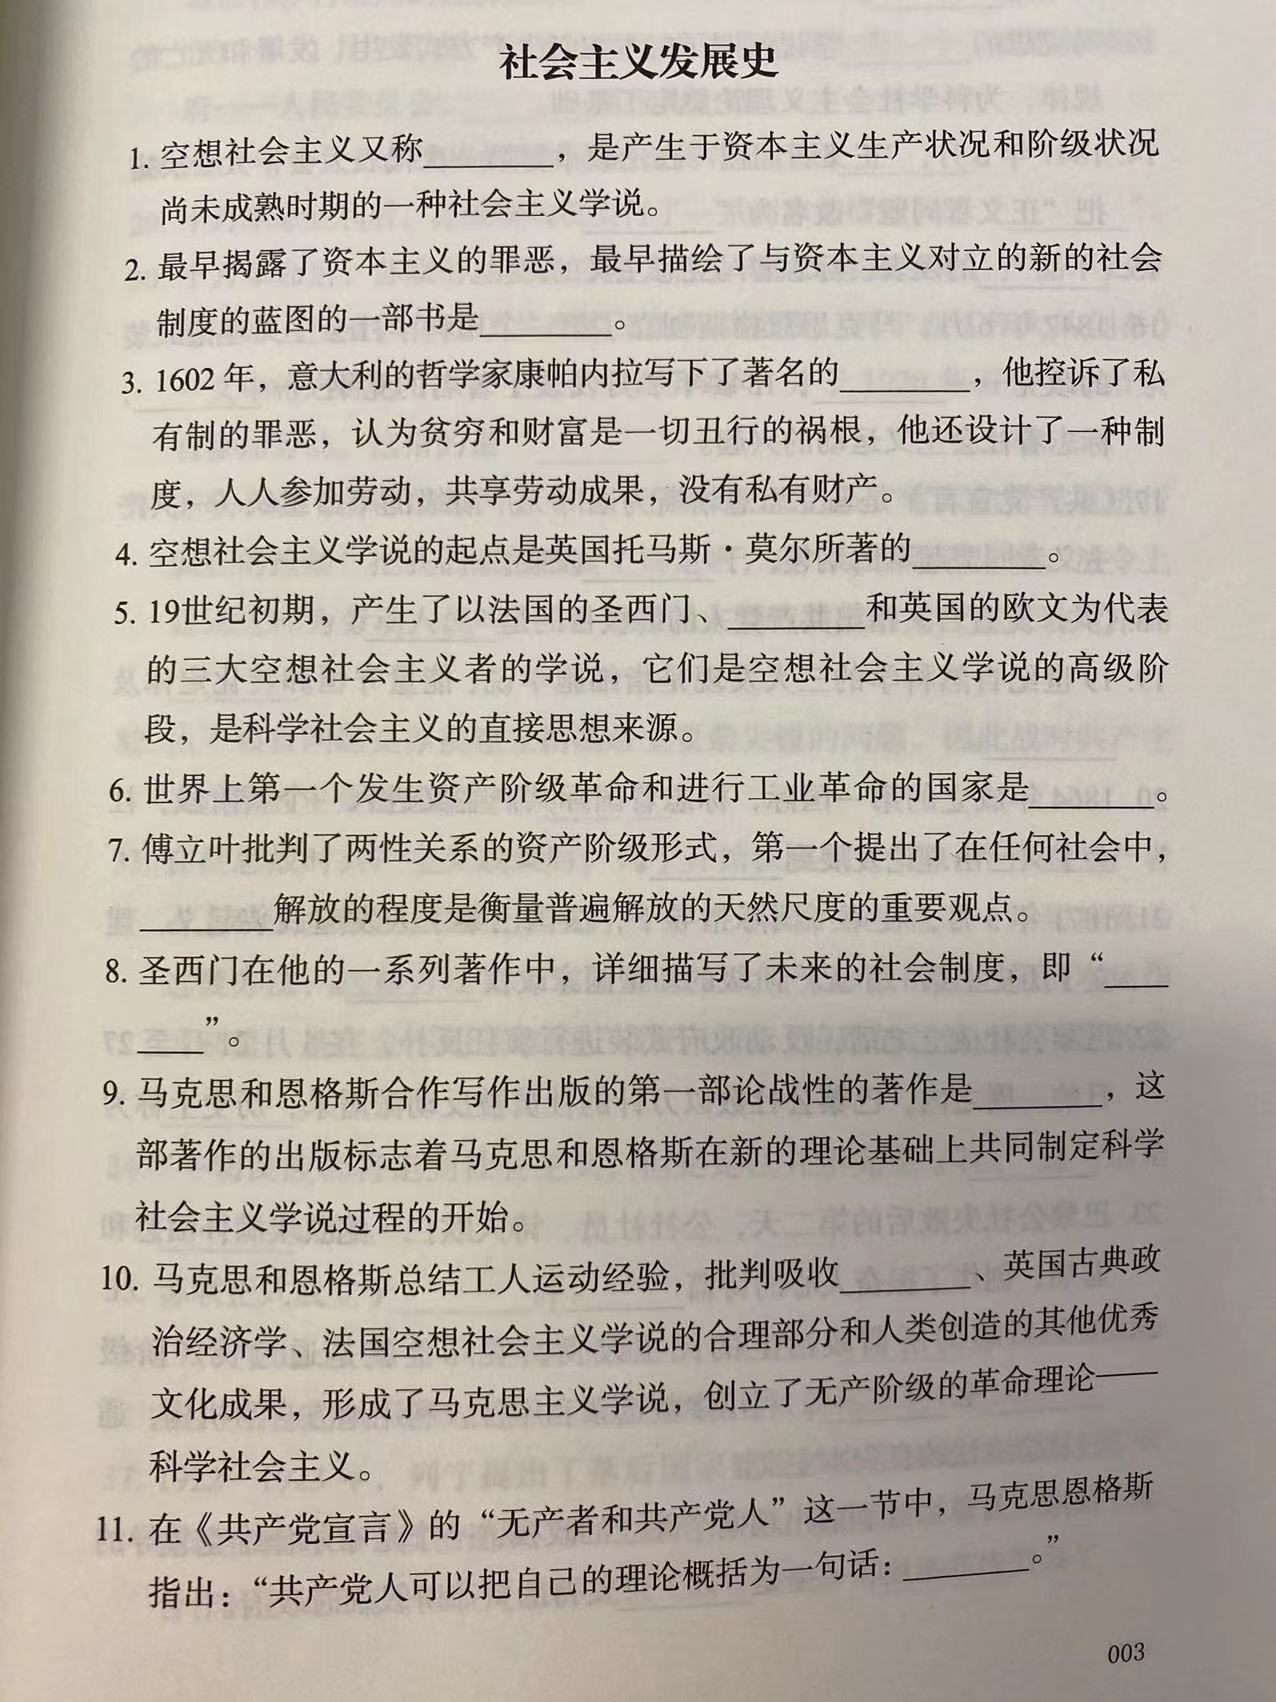 社会主义发展史
1. 空想社会主义又称________，是产生于资本主义生产状况和阶级状况
尚未成熟时期的一种社会主义学说。
2. 最早揭露了资本主义的罪恶，最早描绘了与资本主义对立的新的社会
制度的蓝图的一部书是________。
3. 1602 年，意大利的哲学家康帕内拉写下了著名的________，他控诉了私
有制的罪恶，认为贫穷和财富是一切丑行的祸根，他还设计了一种制
度，人人参加劳动，共享劳动成果，没有私有财产。
4. 空想社会主义学说的起点是英国托马斯·莫尔所著的________。
5. 19世纪初期，产生了以法国的圣西门、________和英国的欧文为代表
的三大空想社会主义者的学说，它们是空想社会主义学说的高级阶
段，是科学社会主义的直接思想来源。
6. 世界上第一个发生资产阶级革命和进行工业革命的国家是________。
7. 傅立叶批判了两性关系的资产阶级形式，第一个提出了在任何社会中，
________解放的程度是衡量普遍解放的天然尺度的重要观点。
8. 圣西门在他的一系列著作中，详细描写了未来的社会制度，即“____
____”。
9. 马克思和恩格斯合作写作出版的第一部论战性的著作是________，这
部著作的出版标志着马克思和恩格斯在新的理论基础上共同制定科学
社会主义学说过程的开始。
10. 马克思和恩格斯总结工人运动经验，批判吸收________、英国古典政
治经济学、法国空想社会主义学说的合理部分和人类创造的其他优秀
文化成果，形成了马克思主义学说，创立了无产阶级的革命理论——
科学社会主义。
11. 在《共产党宣言》的“无产者和共产党人”这一节中，马克思恩格斯
指出：“共产党人可以把自己的理论概括为一句话：________。”
003